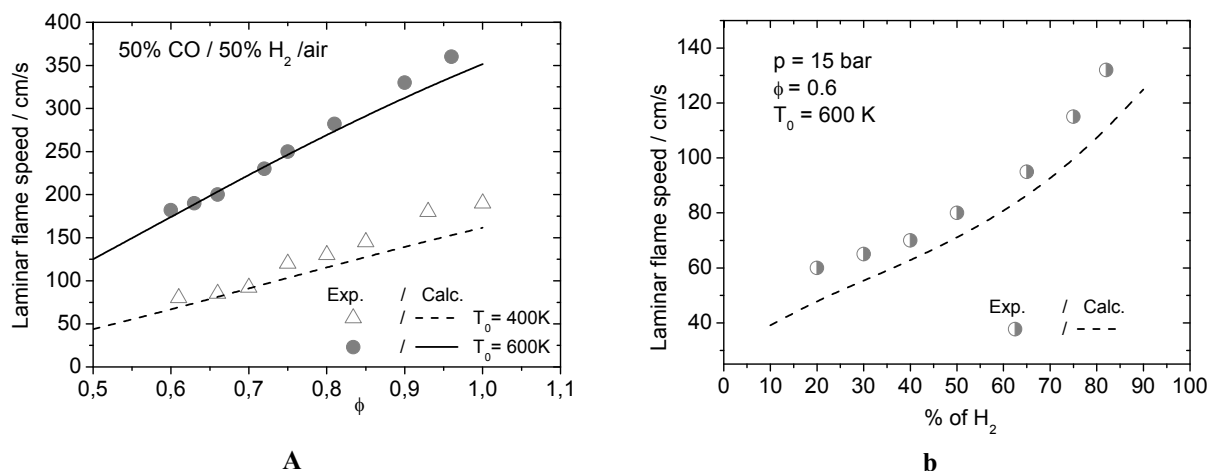 400
350
300
250
200
150
100
50
0
Laminar flame speed / cm/s
50% CO / 50% H₂ /air
Exp. / Calc.
/ T₀= 400K
/ T₀= 600K
0,5 0,6 0,7 0,8 0,9 1,0 1,1
ϕ
A
140
120
100
80
60
40
Laminar flame speed / cm/s
p = 15 bar
ϕ = 0.6
T₀ = 600 K
Exp. / Calc.
/
0 10 20 30 40 50 60 70 80 90 100
% of H₂
b